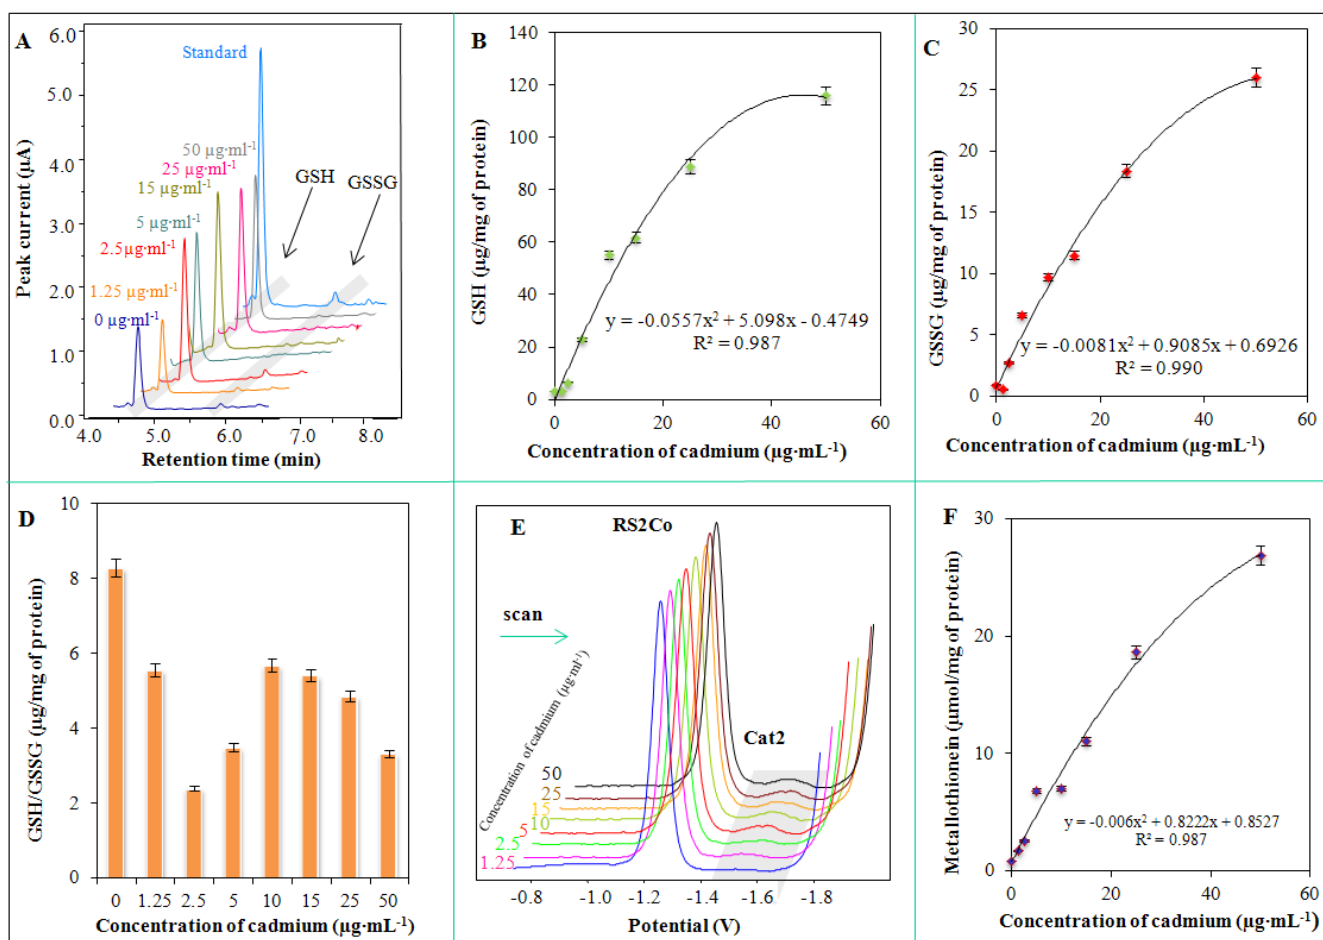 A
6.0
5.0
4.0
3.0
2.0
1.0
0.0
Peak current (µA)
Standard
50 µg·ml-1
25 µg·ml-1
15 µg·ml-1
5 µg·ml-1
2.5 µg·ml-1
1.25 µg·ml-1
0 µg·ml-1
GSH
GSSG
4.0 5.0 6.0 7.0 8.0
Retention time (min)
B
140
120
100
80
60
40
20
0
GSH (µg/mg of protein)
y = -0.0557x2 + 5.098x - 0.4749
R2 = 0.987
0 20 40 60
Concentration of cadmium (µg·mL-1)
C
30
25
20
15
10
5
0
GSSG (µg/mg of protein)
y = -0.0081x2 + 0.9085x + 0.6926
R2 = 0.990
0 20 40 60
Concentration of cadmium (µg·mL-1)
D
10
8
6
4
2
0
GSH/GSSG (µg/mg of protein)
0 1.25 2.5 5 10 15 25 50
Concentration of cadmium (µg·mL-1)
E
RS2Co
scan
Concentration of cadmium (µg·ml-1)
Cat2
50
25
15
10
5
2.5
1.25
-0.8 -1.0 -1.2 -1.4 -1.6 -1.8
Potential (V)
F
30
20
10
0
Metallothionein (µmol/mg of protein)
y = -0.006x2 + 0.8222x + 0.8527
R2 = 0.987
0 20 40 60
Concentration of cadmium (µg·mL-1)